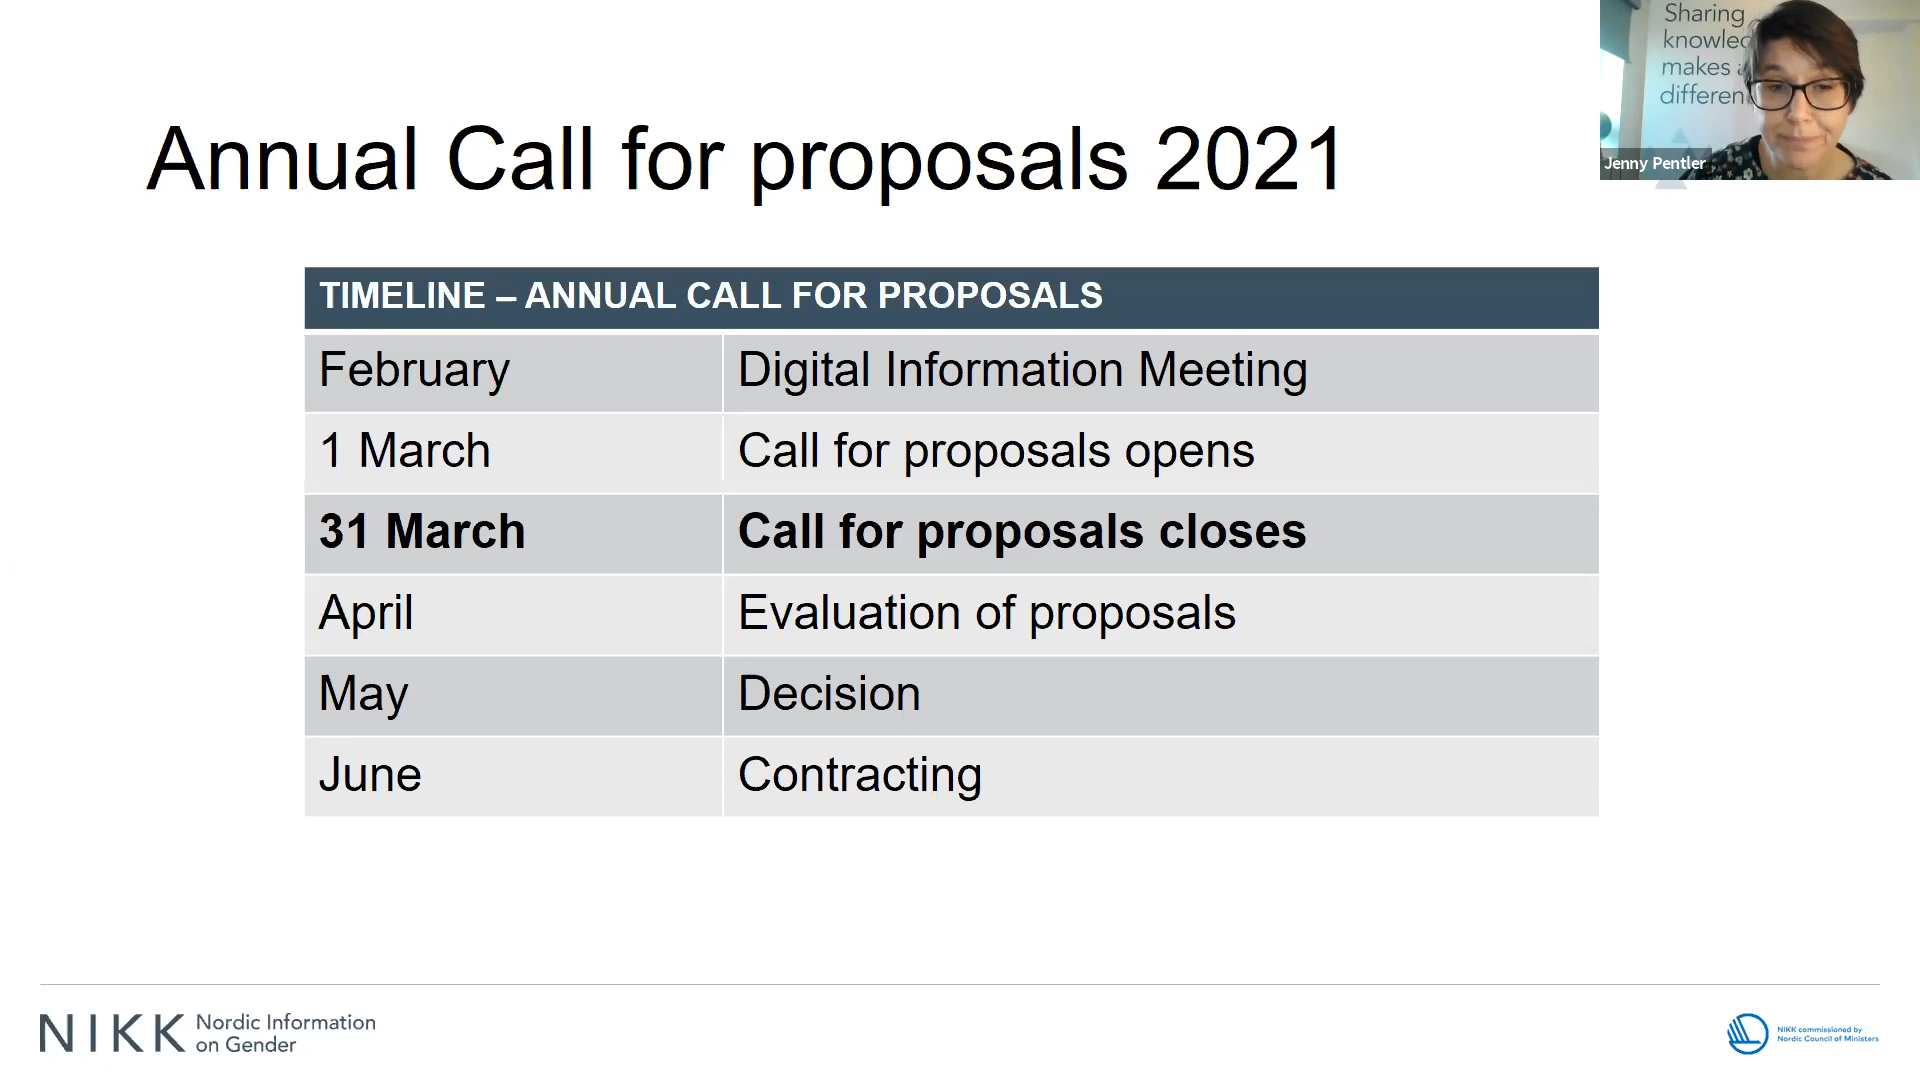 Sharing
makes
Jenny Pentler
Annual Call for proposals 2021
TIMELINE – ANNUAL CALL FOR PROPOSALS
February Digital Information Meeting
1 March Call for proposals opens
31 March Call for proposals closes
April Evaluation of proposals
May Decision
June Contracting
NIKK Nordic Information
on Gender
NIKK commissioned by
Nordic Council of Ministers